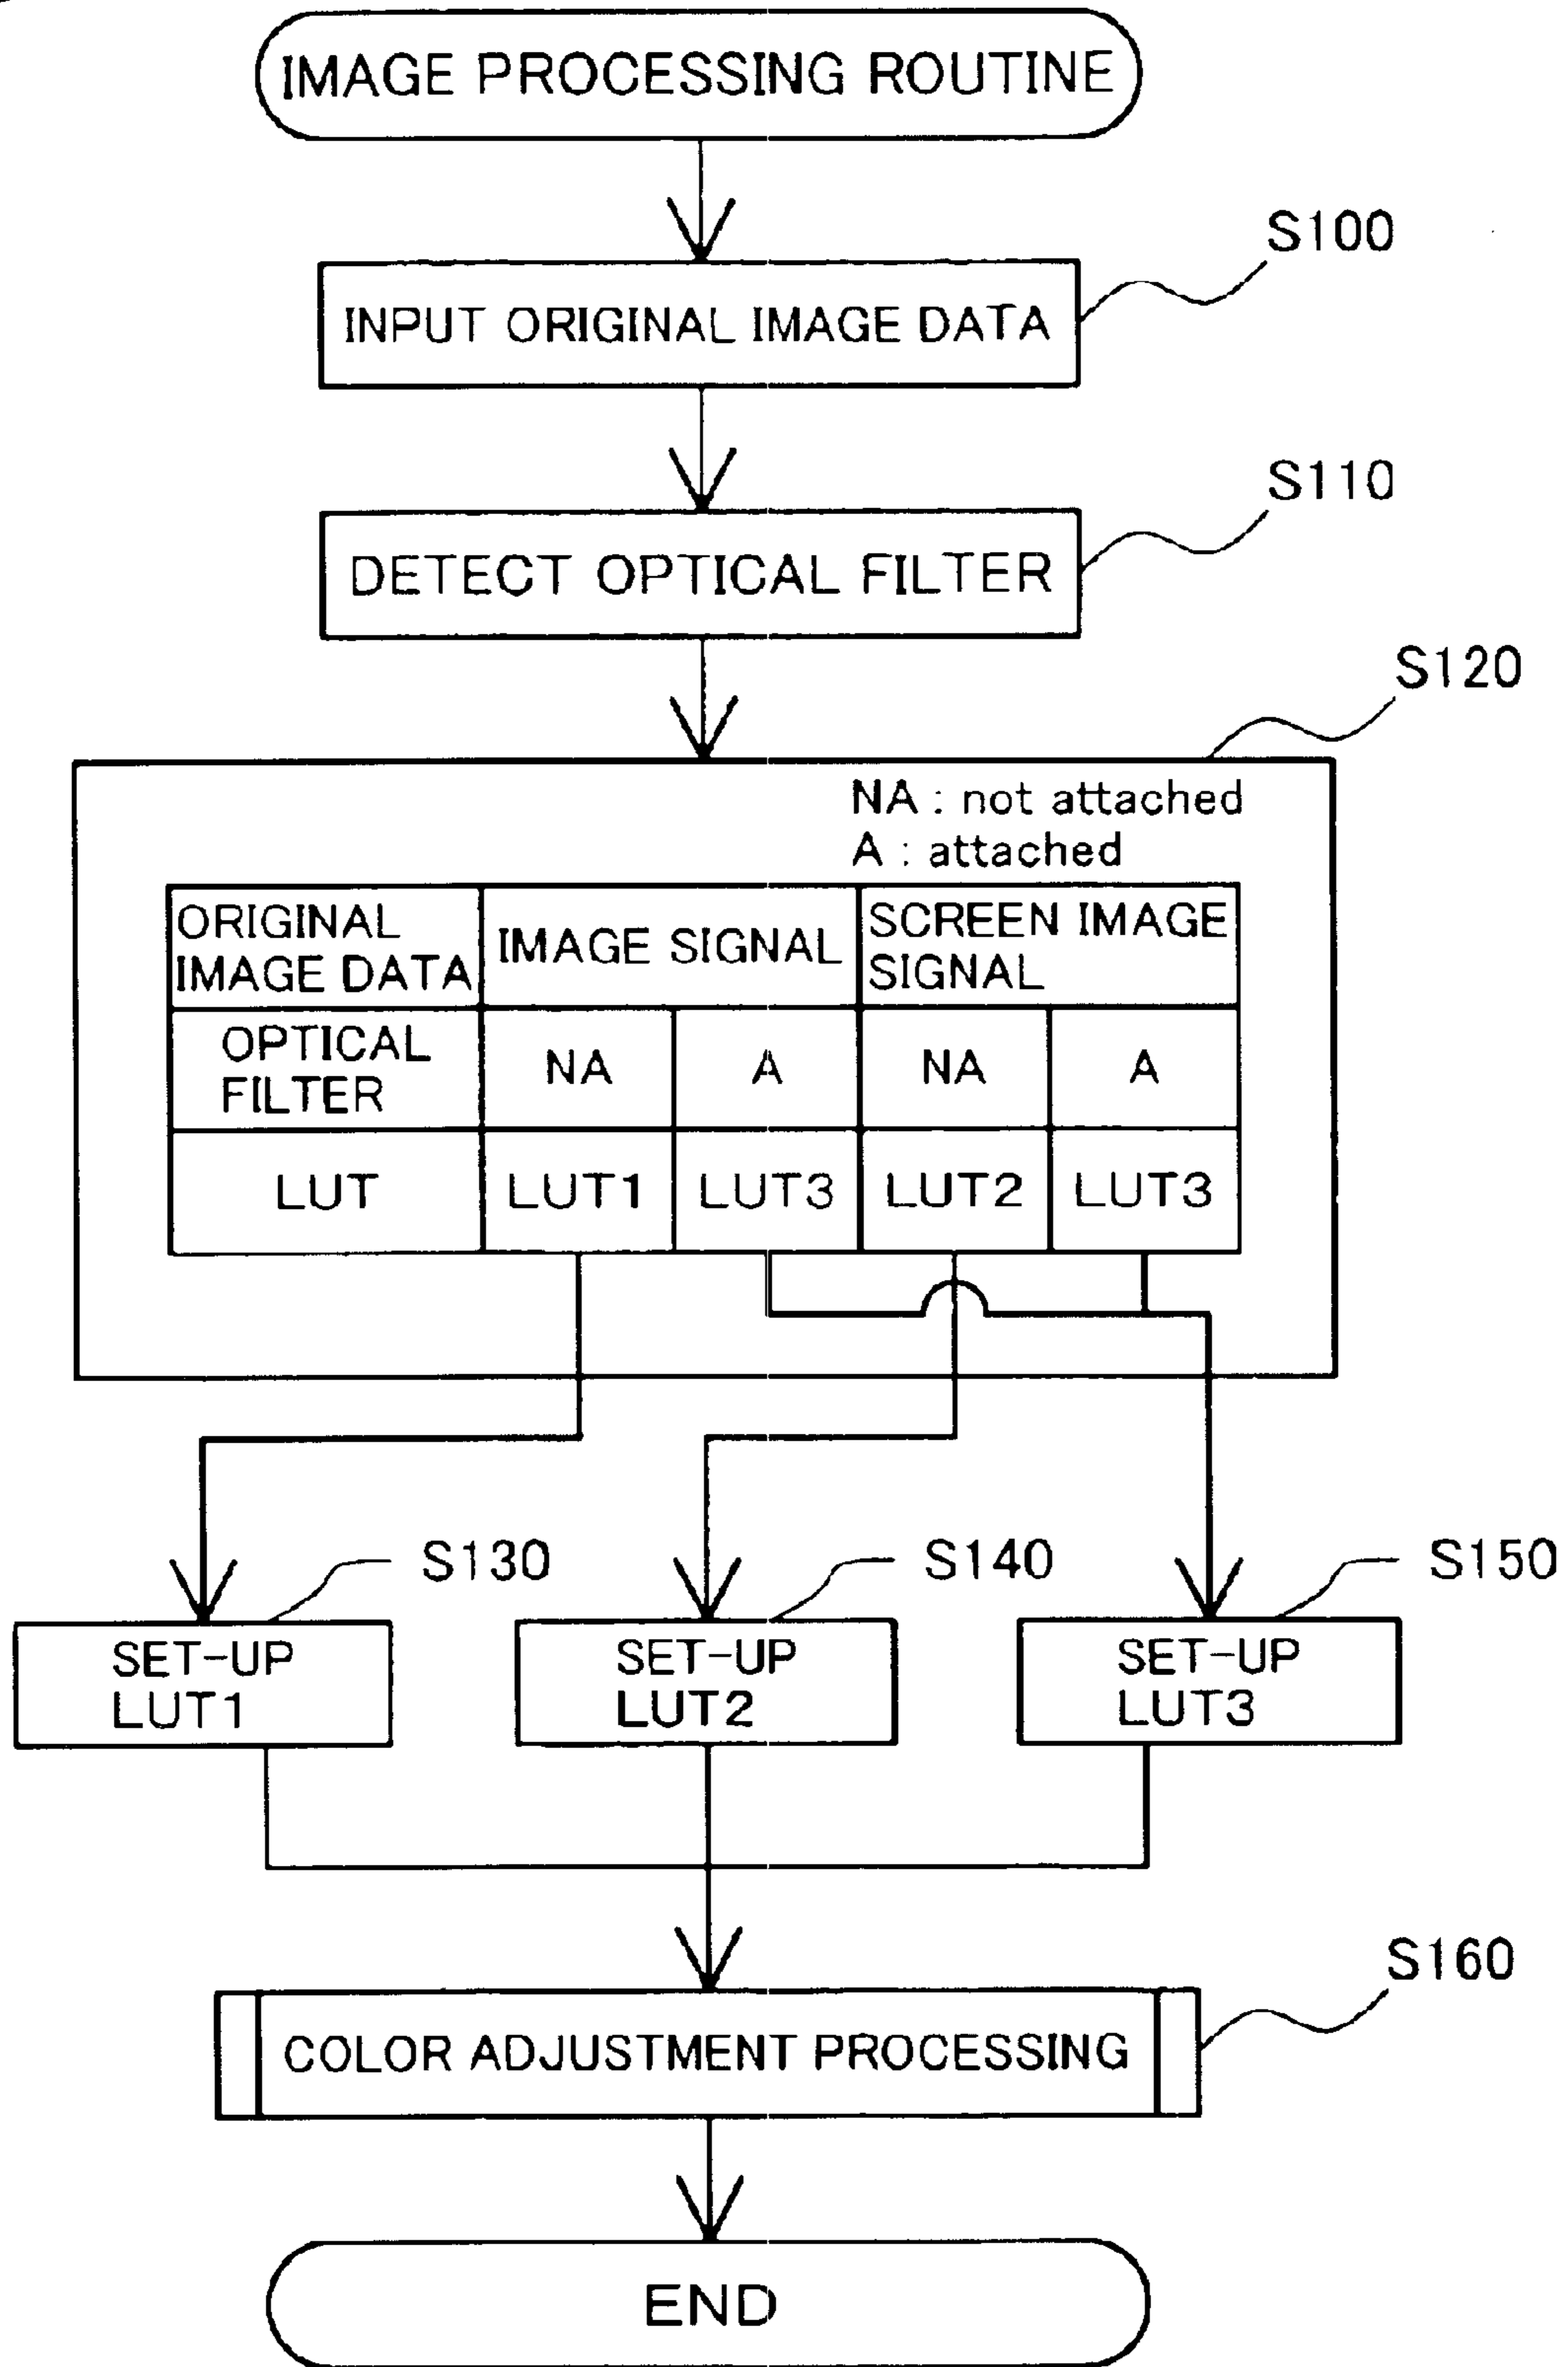 IMAGE PROCESSING ROUTINE
S100
INPUT ORIGINAL IMAGE DATA
S110
DETECT OPTICAL FILTER
S120
NA : not attached
A : attached
ORIGINAL
IMAGE DATA
IMAGE SIGNAL
SCREEN IMAGE
SIGNAL
OPTICAL
FILTER
NA
A
NA
A
LUT
LUT1
LUT3
LUT2
LUT3
S130
S140
S150
SET-UP
LUT1
SET-UP
LUT2
SET-UP
LUT3
S160
COLOR ADJUSTMENT PROCESSING
END